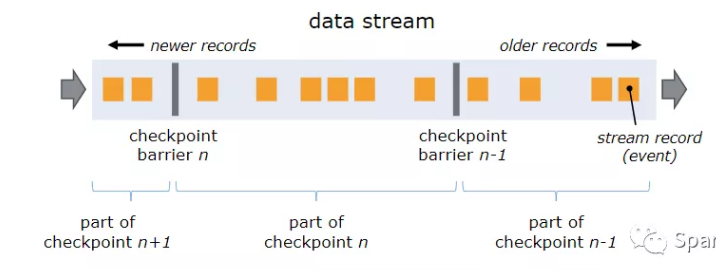 data stream
newer records
older records
checkpoint
barrier n
checkpoint
barrier n-1
stream record
(event)
part of
checkpoint n+1
part of
checkpoint n
part of
checkpoint n-1